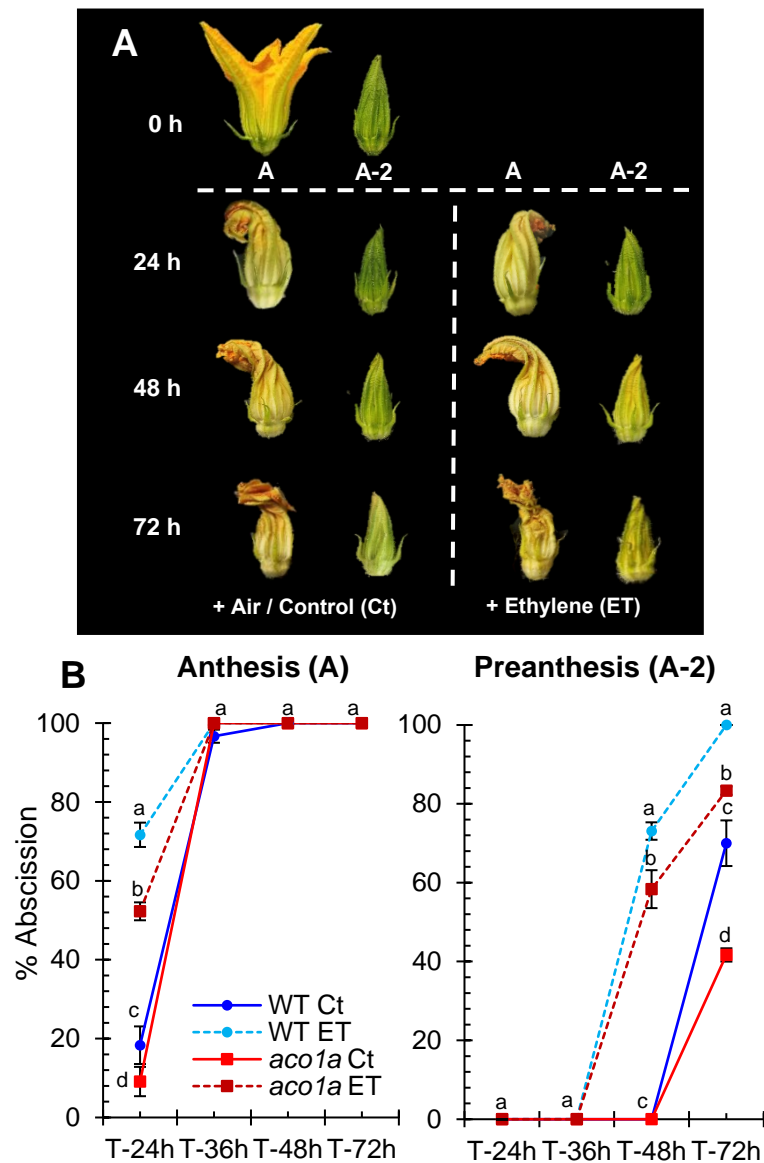 A
0 h
A A-2 A A-2
24 h
48 h
72 h
+ Air / Control (Ct) + Ethylene (ET)
B Anthesis (A) Preanthesis (A-2)
% Abscission
100
80
60
40
20
0
a
b
c
d
a
a
a
WT Ct
WT ET
aco1a Ct
aco1a ET
T-24h T-36h T-48h T-72h
100
80
60
40
20
0
a
a
a
b
c
a
b
c
d
T-24h T-36h T-48h T-72h